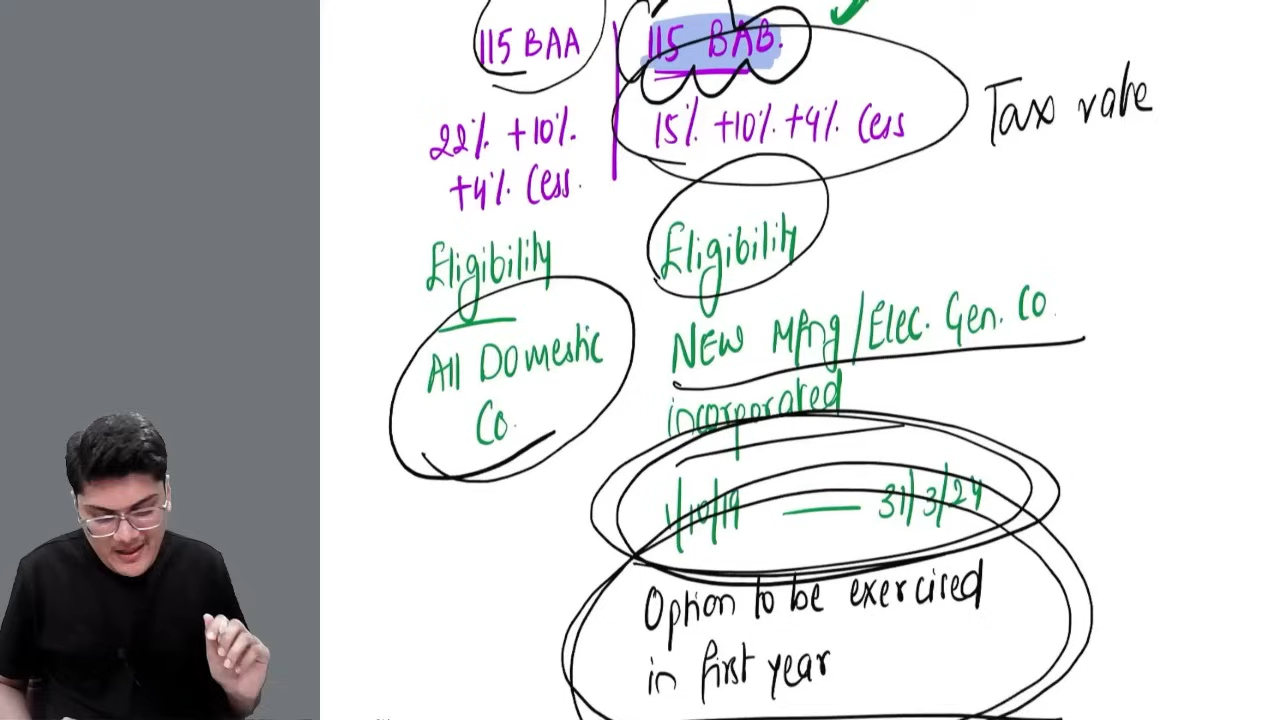 115 BAA
22% +10%.
+4% Cess.
Eligibility
All Domestic
Co.
115 BAB.
15% +10% +4% Cess
Tax rate
Eligibility
NEW Mfng/Elec. Gen. Co.
incorporated
1/10/19 — 31/3/24
Option to be exercised
in first year